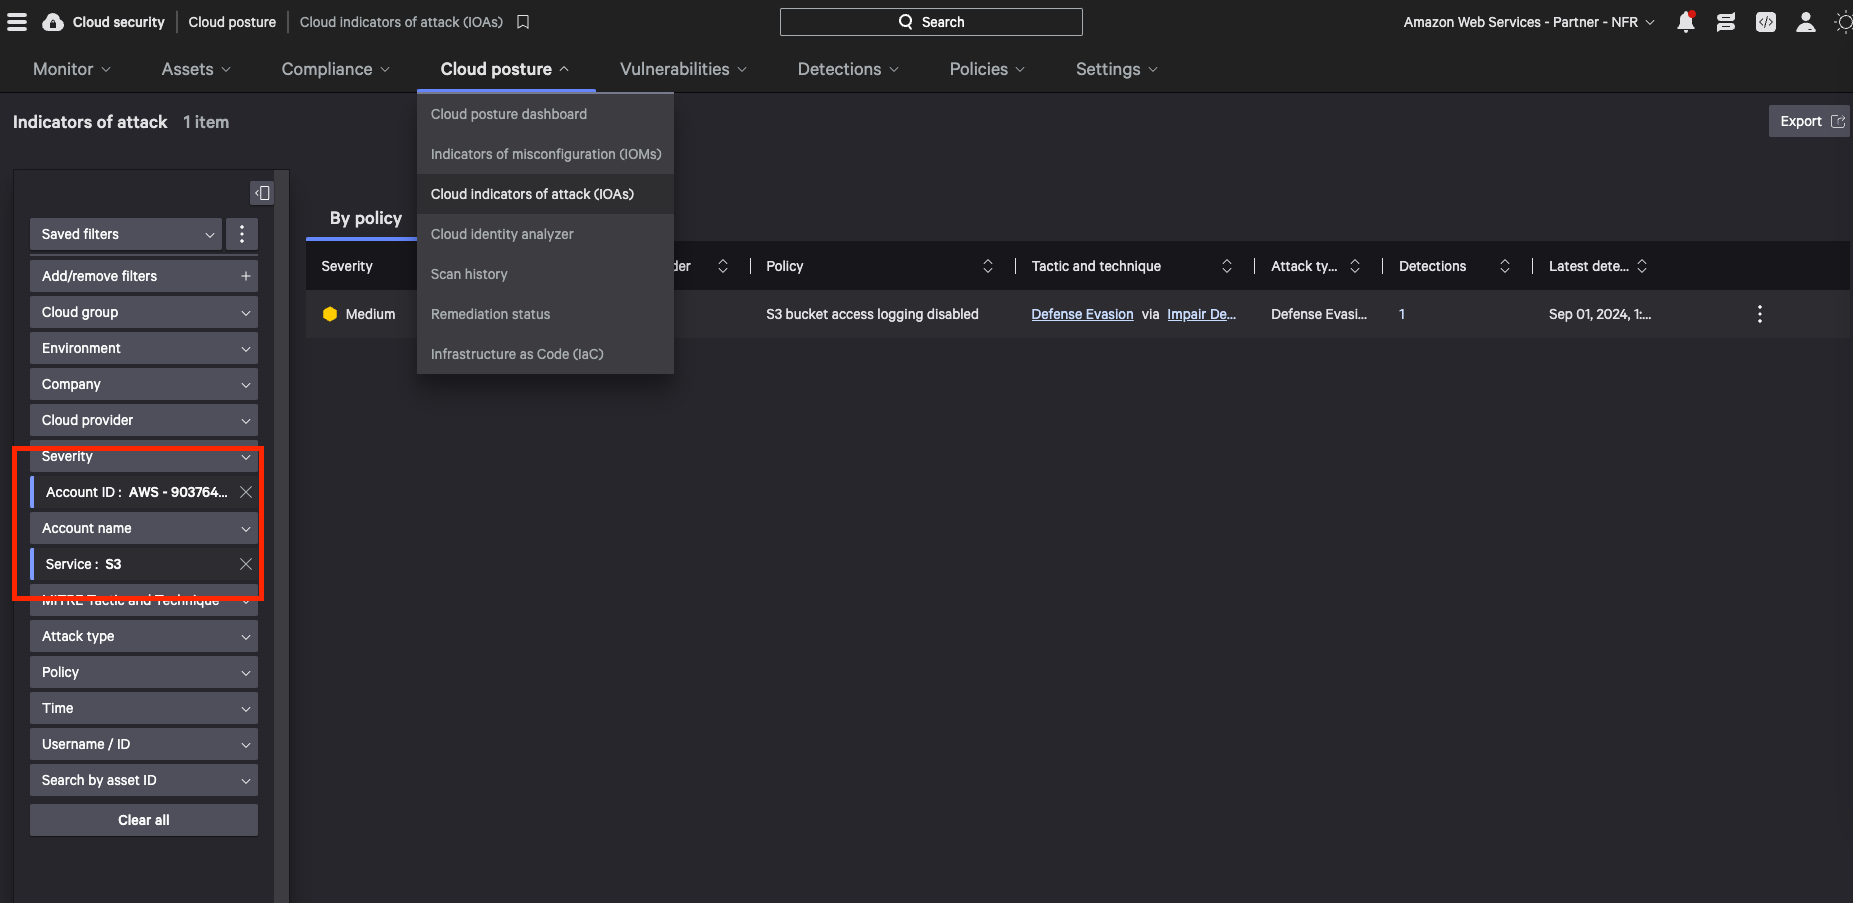 Cloud security
Cloud posture
Cloud indicators of attack (IOAs)
Search
Amazon Web Services - Partner - NFR
Monitor
Assets
Compliance
Cloud posture
Vulnerabilities
Detections
Policies
Settings
Indicators of attack 1 item
Export
Cloud posture dashboard
Indicators of misconfiguration (IOMs)
Cloud indicators of attack (IOAs)
Cloud identity analyzer
Scan history
Remediation status
Infrastructure as Code (IaC)
Saved filters
Add/remove filters
Cloud group
Environment
Company
Cloud provider
Severity
Account ID : AWS - 903764...
Account name
Service : S3
MITRE Tactic and Technique
Attack type
Policy
Time
Username / ID
Search by asset ID
Clear all
By policy
Severity der Policy Tactic and technique Attack ty... Detections Latest dete...
Medium S3 bucket access logging disabled Defense Evasion via Impair De... Defense Evasi... 1 Sep 01, 2024, 1:...